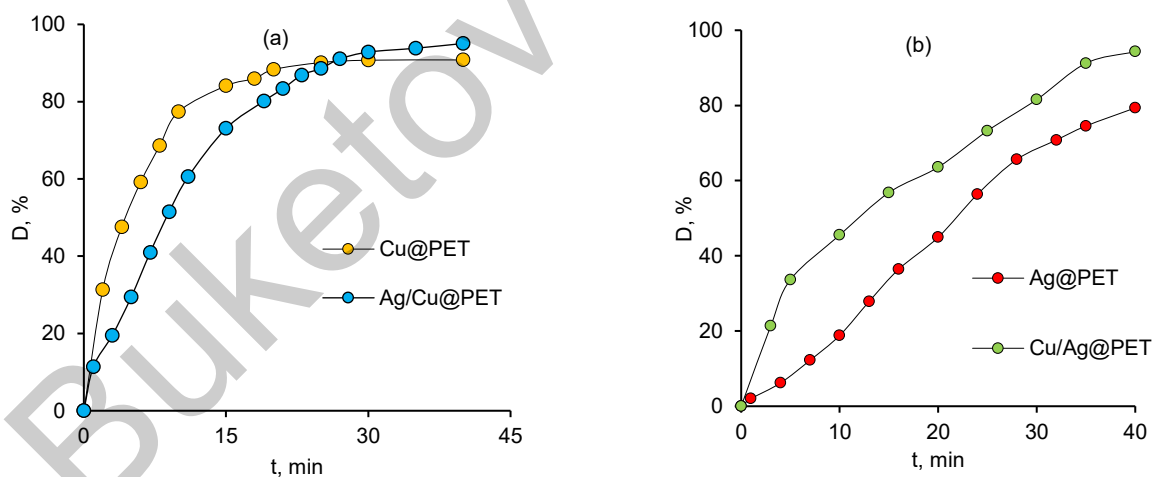 Buketov
(a)
100
80
60
40
20
0
D, %
Cu@PET
Ag/Cu@PET
0 15 30 45
t, min
(b)
100
80
60
40
20
0
D, %
Ag@PET
Cu/Ag@PET
0 10 20 30 40
t, min